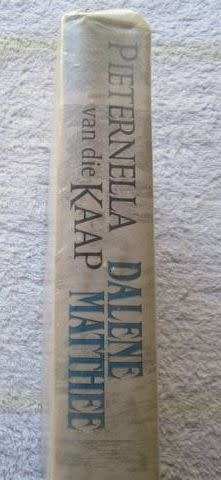 PIETERNELLA
van die KAAP
DALENE
MATTHEE